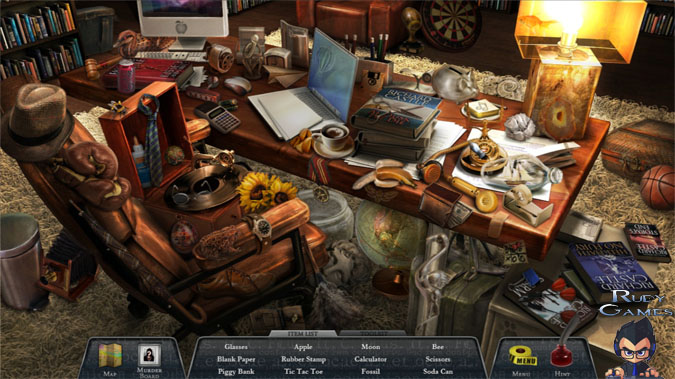 RICHARD
CASTLE
RICHARD
CASTLE
RUBY
GAMES
ITEM LIST
Glasses Apple Moon Bee
Blank Paper Rubber Stamp Calculator Scissors
Piggy Bank Tic Tac Toe Fossil Soda Can
MAP
MURDER
BOARD
MENU
MENU
HINT